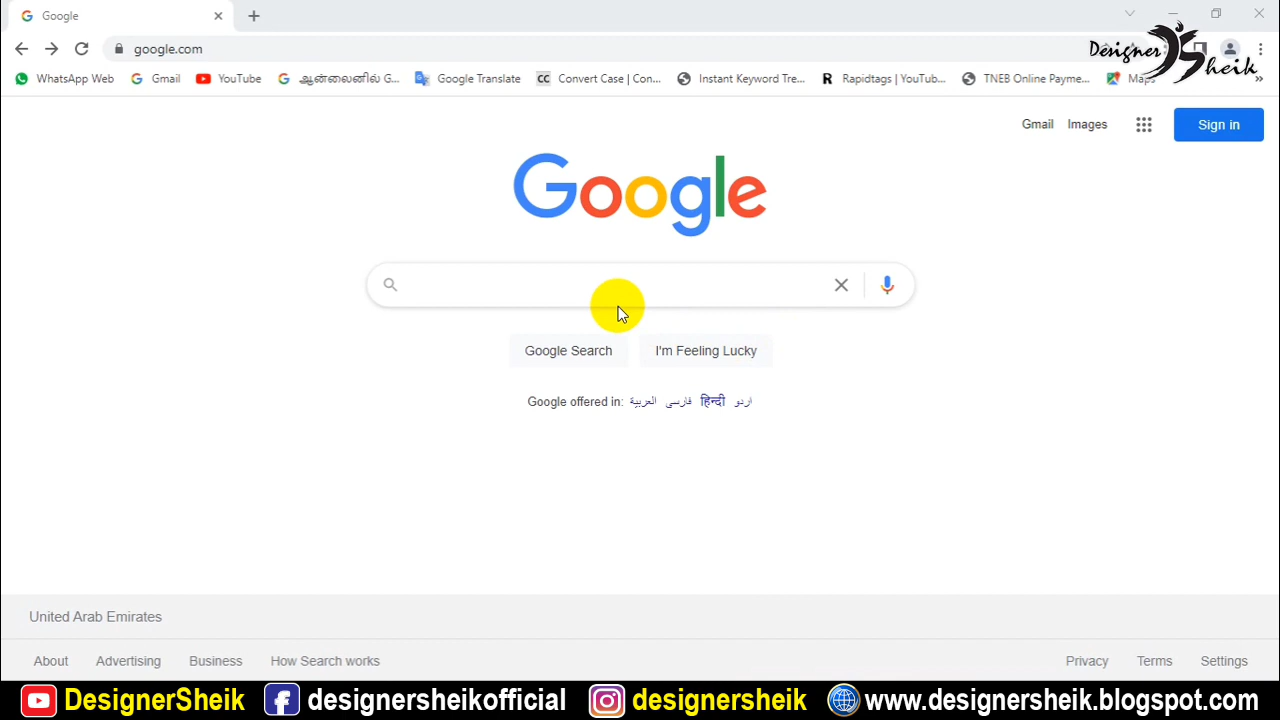 Google
google.com
Designer Sheik
WhatsApp Web Gmail YouTube ஆன்லைனில் G... Google Translate CC Convert Case | Con... Instant Keyword Tre... R Rapidtags | YouTub... TNEB Online Payme... Maps »
Gmail Images Sign in
Google
Google Search I'm Feeling Lucky
Google offered in: العربية فارسی हिन्दी اردو
United Arab Emirates
About Advertising Business How Search works Privacy Terms Settings
DesignerSheik designersheikofficial designersheik www.designersheik.blogspot.com